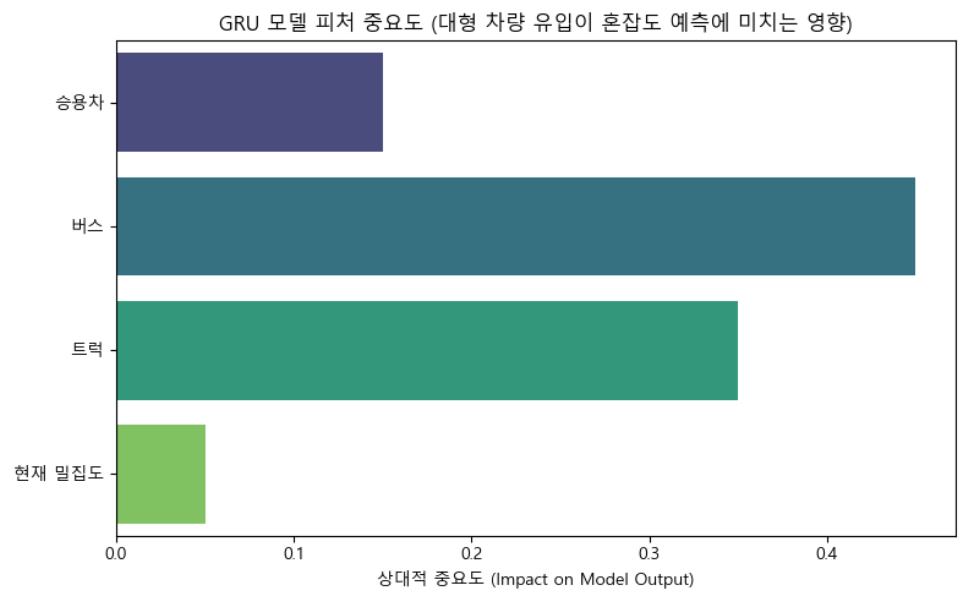 GRU 모델 피처 중요도 (대형 차량 유입이 혼잡도 예측에 미치는 영향)
승용차
버스
트럭
현재 밀집도
0.0 0.1 0.2 0.3 0.4
상대적 중요도 (Impact on Model Output)